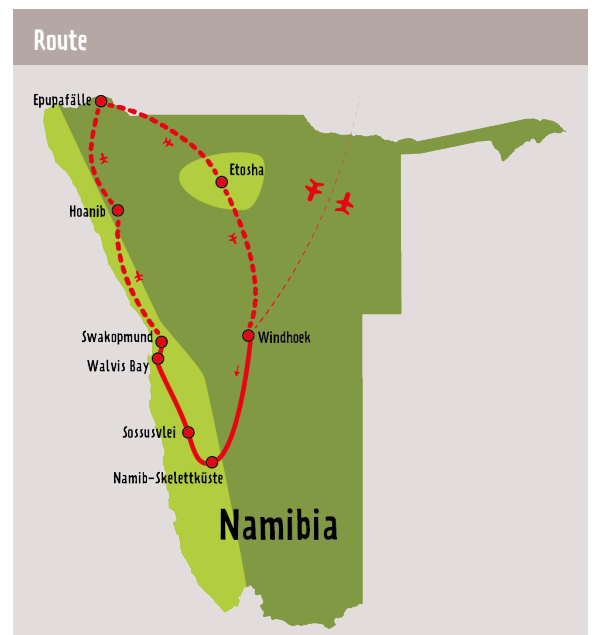 Route
Epupafälle
Etosha
Hoanib
Swakopmund
Windhoek
Walvis Bay
Sossusvlei
Namib-Skelettküste
Namibia